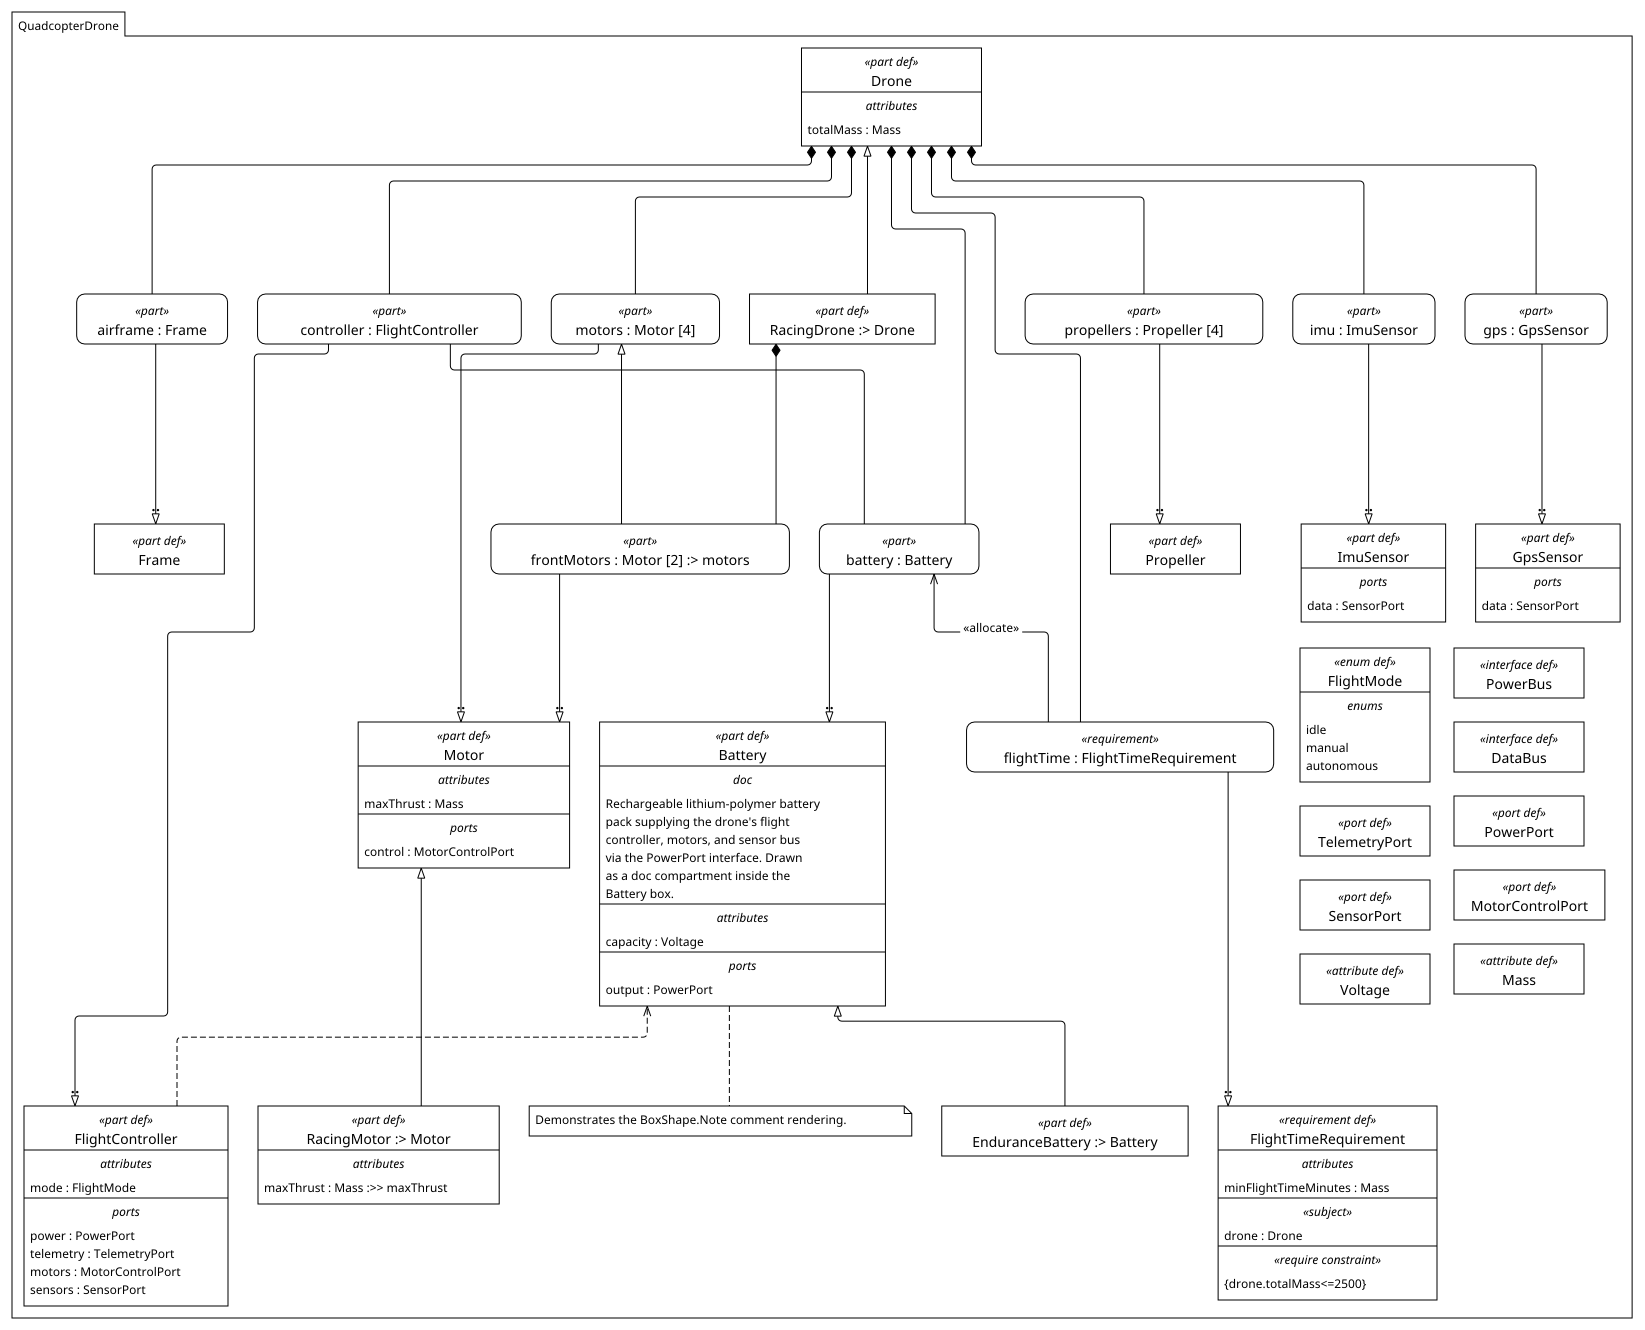 QuadcopterDrone
«part def»
Drone
attributes
totalMass : Mass
«part»
airframe : Frame
«part»
controller : FlightController
«part»
motors : Motor [4]
«part def»
RacingDrone :> Drone
«part»
propellers : Propeller [4]
«part»
imu : ImuSensor
«part»
gps : GpsSensor
«part def»
Frame
«part»
frontMotors : Motor [2] :> motors
«part»
battery : Battery
«part def»
Propeller
«part def»
ImuSensor
ports
data : SensorPort
«part def»
GpsSensor
ports
data : SensorPort
«allocate»
«enum def»
FlightMode
enums
idle
manual
autonomous
«interface def»
PowerBus
«interface def»
DataBus
«part def»
Motor
attributes
maxThrust : Mass
ports
control : MotorControlPort
«part def»
Battery
doc
Rechargeable lithium-polymer battery
pack supplying the drone's flight
controller, motors, and sensor bus
via the PowerPort interface. Drawn
as a doc compartment inside the
Battery box.
attributes
capacity : Voltage
ports
output : PowerPort
«requirement»
flightTime : FlightTimeRequirement
«port def»
TelemetryPort
«port def»
PowerPort
«port def»
SensorPort
«port def»
MotorControlPort
«attribute def»
Voltage
«attribute def»
Mass
«part def»
FlightController
attributes
mode : FlightMode
ports
power : PowerPort
telemetry : TelemetryPort
motors : MotorControlPort
sensors : SensorPort
«part def»
RacingMotor :> Motor
attributes
maxThrust : Mass :>> maxThrust
Demonstrates the BoxShape.Note comment rendering.
«part def»
EnduranceBattery :> Battery
«requirement def»
FlightTimeRequirement
attributes
minFlightTimeMinutes : Mass
«subject»
drone : Drone
«require constraint»
{drone.totalMass<=2500}